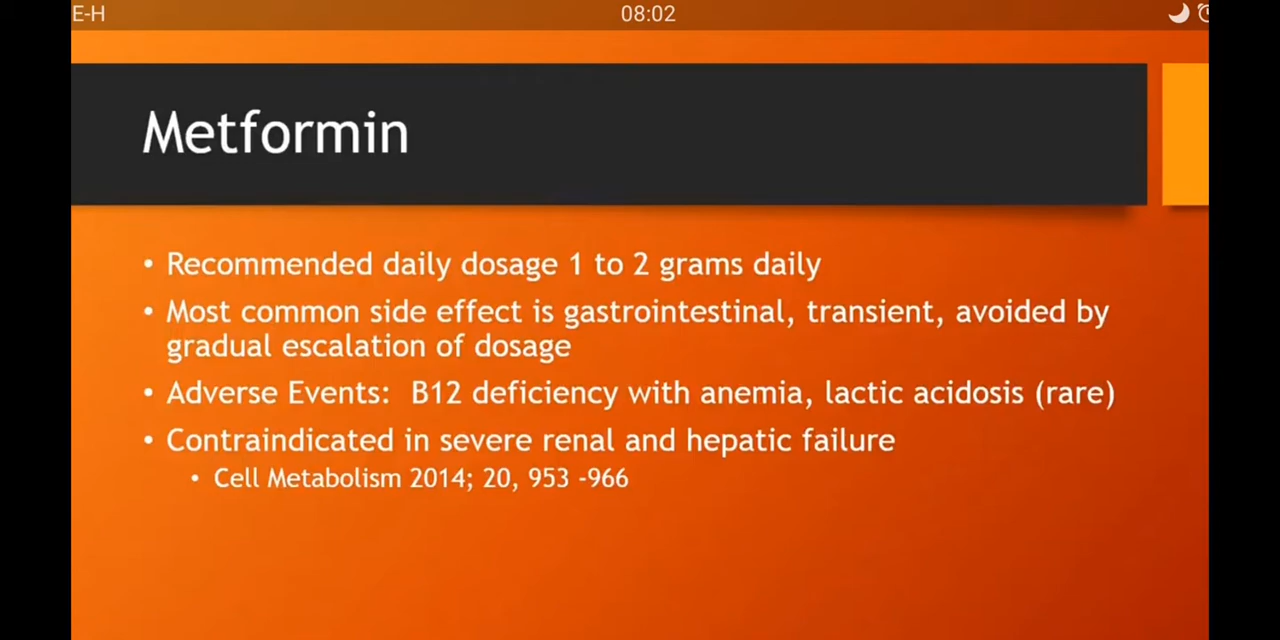 E-H
08:02
Metformin
• Recommended daily dosage 1 to 2 grams daily
• Most common side effect is gastrointestinal, transient, avoided by
gradual escalation of dosage
• Adverse Events:  B12 deficiency with anemia, lactic acidosis (rare)
• Contraindicated in severe renal and hepatic failure
• Cell Metabolism 2014; 20, 953 -966